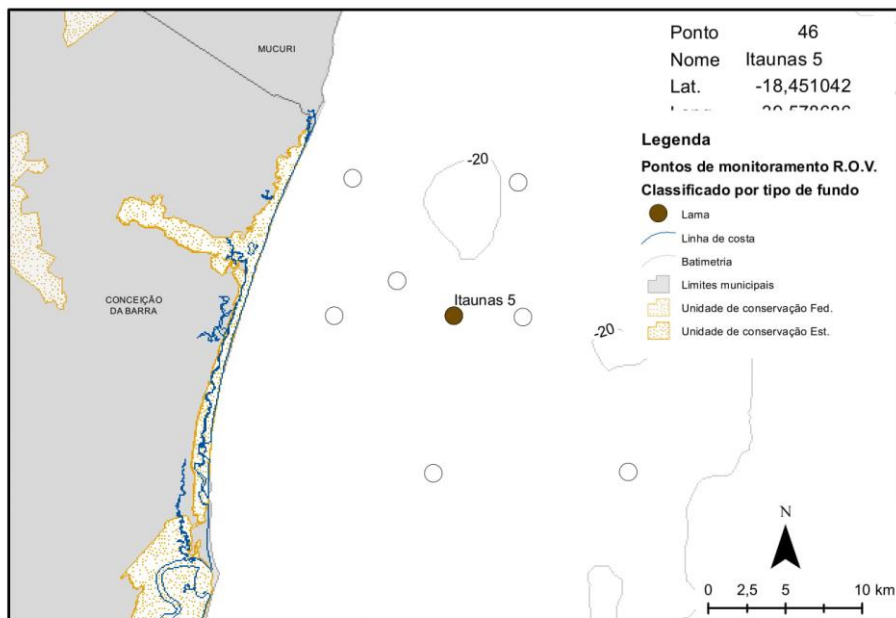 MUCURI
Ponto 46
Nome Itaunas 5
Lat. -18,451042
-20
Legenda
Pontos de monitoramento R.O.V.
Classificado por tipo de fundo
Lama
Linha de costa
Batimetria
Limites municipais
Unidade de conservação Fed.
Unidade de conservação Est.
CONCEIÇÃO
DA BARRA
Itaunas 5
-20
N
0 2,5 5 10 km